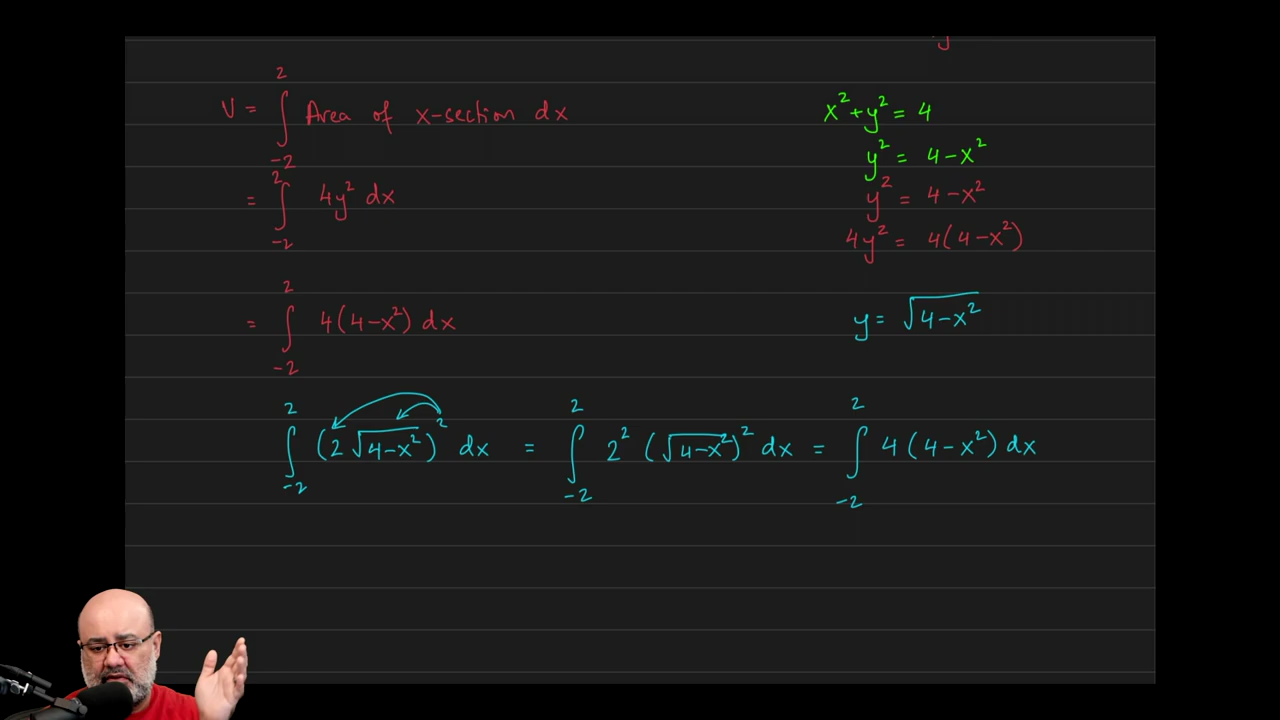 y
V = ∫_{-2}^{2} Area of x-section dx
x² + y² = 4
y² = 4 - x²
= ∫_{-2}^{2} 4y² dx
y² = 4 - x²
4y² = 4(4 - x²)
= ∫_{-2}^{2} 4(4 - x²) dx
y = √(4 - x²)
∫_{-2}^{2} (2√(4 - x²))² dx = ∫_{-2}^{2} 2² (√(4 - x²))² dx = ∫_{-2}^{2} 4(4 - x²) dx